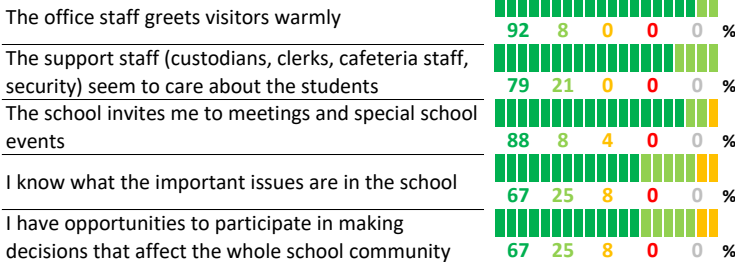 The office staff greets visitors warmly
92 8 0 0 0 %
The support staff (custodians, clerks, cafeteria staff,
security) seem to care about the students
79 21 0 0 0 %
The school invites me to meetings and special school
events
88 8 4 0 0 %
I know what the important issues are in the school
67 25 8 0 0 %
I have opportunities to participate in making
decisions that affect the whole school community
67 25 8 0 0 %